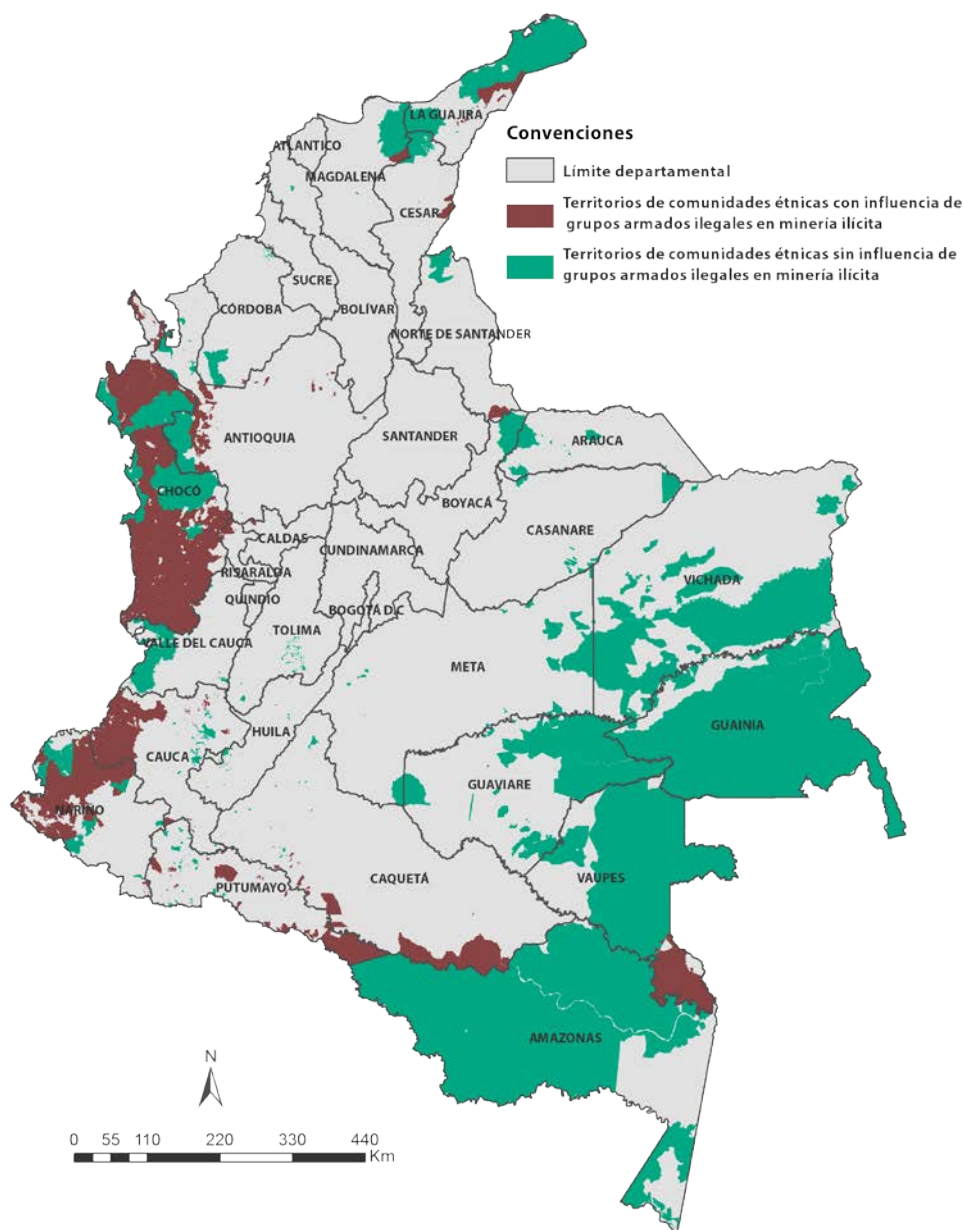 LA GUAJIRA
ATLANTICO
MAGDALENA
CESAR
Convenciones
Límite departamental
Territorios de comunidades étnicas con influencia de
grupos armados ilegales en minería ilícita
Territorios de comunidades étnicas sin influencia de
grupos armados ilegales en minería ilícita
SUCRE
CÓRDOBA
BOLÍVAR
NORTE DE SANTANDER
ANTIOQUIA
SANTANDER
ARAUCA
CHOCÓ
BOYACÁ
CASANARE
CALDAS
CUNDINAMARCA
RISARALDA
VICHADA
QUINDIO
BOGOTA D.C
TOLIMA
VALLE DEL CAUCA
META
GUAINIA
HUILA
CAUCA
GUAVIARE
NARIÑO
CAQUETÁ
VAUPES
PUTUMAYO
AMAZONAS
N
0 55 110 220 330 440
Km